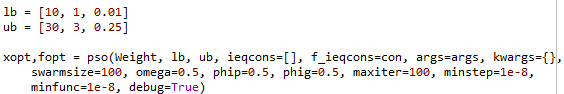 lb = [10, 1, 0.01]
ub = [30, 3, 0.25]
xopt,fopt = pso(Weight, lb, ub, ieqcons=[], f_ieqcons=con, args=args, kwargs={},
swarmsize=100, omega=0.5, phip=0.5, phig=0.5, maxiter=100, minstep=1e-8,
minfunc=1e-8, debug=True)